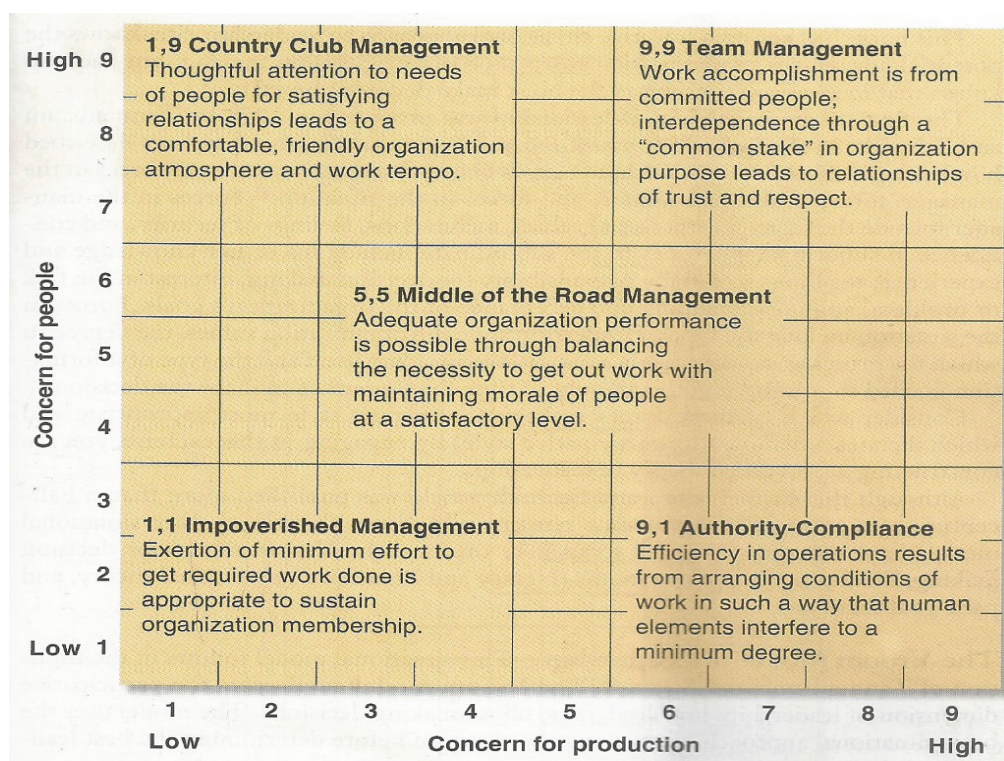 High 9
8
7
6
5
4
3
2
Low 1
Concern for people
1,9 Country Club Management
Thoughtful attention to needs
of people for satisfying
relationships leads to a
comfortable, friendly organization
atmosphere and work tempo.
9,9 Team Management
Work accomplishment is from
committed people;
interdependence through a
“common stake” in organization
purpose leads to relationships
of trust and respect.
5,5 Middle of the Road Management
Adequate organization performance
is possible through balancing
the necessity to get out work with
maintaining morale of people
at a satisfactory level.
1,1 Impoverished Management
Exertion of minimum effort to
get required work done is
appropriate to sustain
organization membership.
9,1 Authority-Compliance
Efficiency in operations results
from arranging conditions of
work in such a way that human
elements interfere to a
minimum degree.
1 2 3 4 5 6 7 8 9
Low Concern for production High